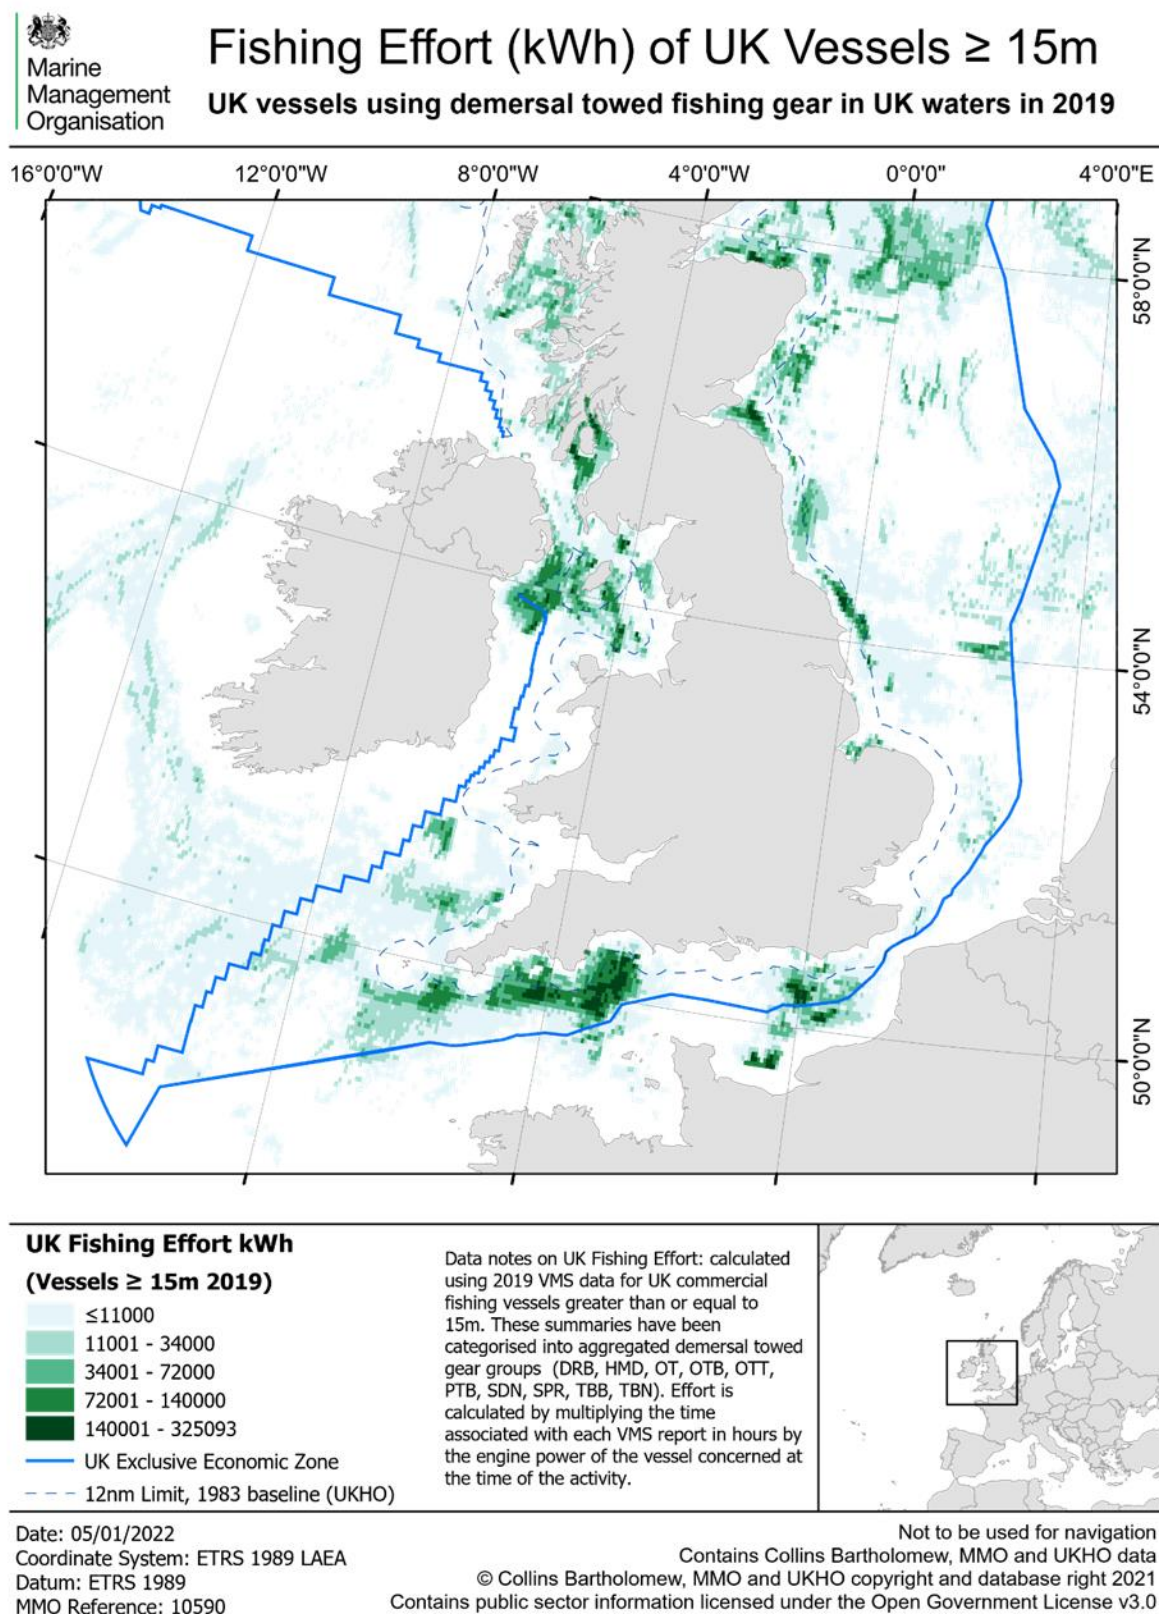 Marine
Management
Organisation
Fishing Effort (kWh) of UK Vessels ≥ 15m
UK vessels using demersal towed fishing gear in UK waters in 2019
16°0'0"W 12°0'0"W 8°0'0"W 4°0'0"W 0°0'0" 4°0'0"E
58°0'0"N
54°0'0"N
50°0'0"N
UK Fishing Effort kWh
(Vessels ≥ 15m 2019)
≤11000
11001 - 34000
34001 - 72000
72001 - 140000
140001 - 325093
UK Exclusive Economic Zone
12nm Limit, 1983 baseline (UKHO)
Data notes on UK Fishing Effort: calculated
using 2019 VMS data for UK commercial
fishing vessels greater than or equal to
15m. These summaries have been
categorised into aggregated demersal towed
gear groups (DRB, HMD, OT, OTB, OTT,
PTB, SDN, SPR, TBB, TBN). Effort is
calculated by multiplying the time
associated with each VMS report in hours by
the engine power of the vessel concerned at
the time of the activity.
Date: 05/01/2022
Coordinate System: ETRS 1989 LAEA
Datum: ETRS 1989
MMO Reference: 10590
Not to be used for navigation
Contains Collins Bartholomew, MMO and UKHO data
© Collins Bartholomew, MMO and UKHO copyright and database right 2021
Contains public sector information licensed under the Open Government License v3.0